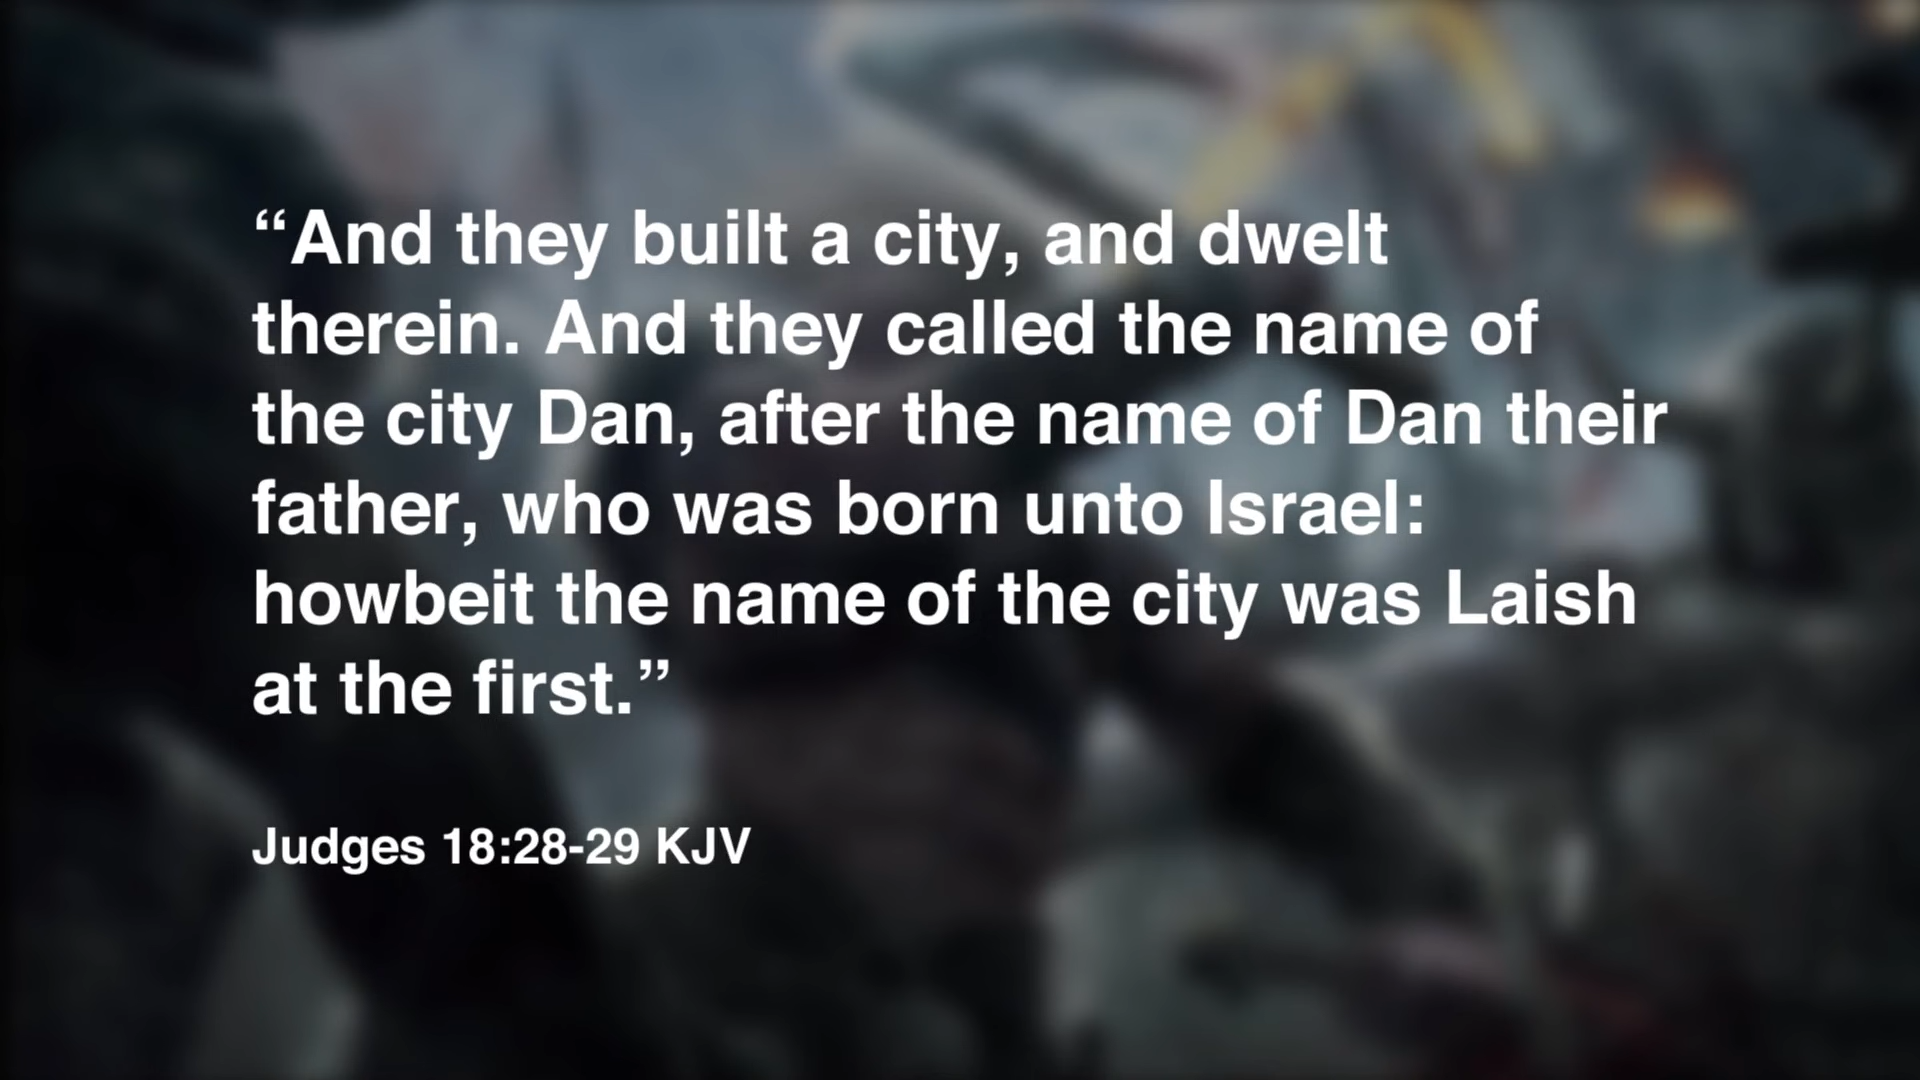 “And they built a city, and dwelt
therein. And they called the name of
the city Dan, after the name of Dan their
father, who was born unto Israel:
howbeit the name of the city was Laish
at the first.”
Judges 18:28-29 KJV